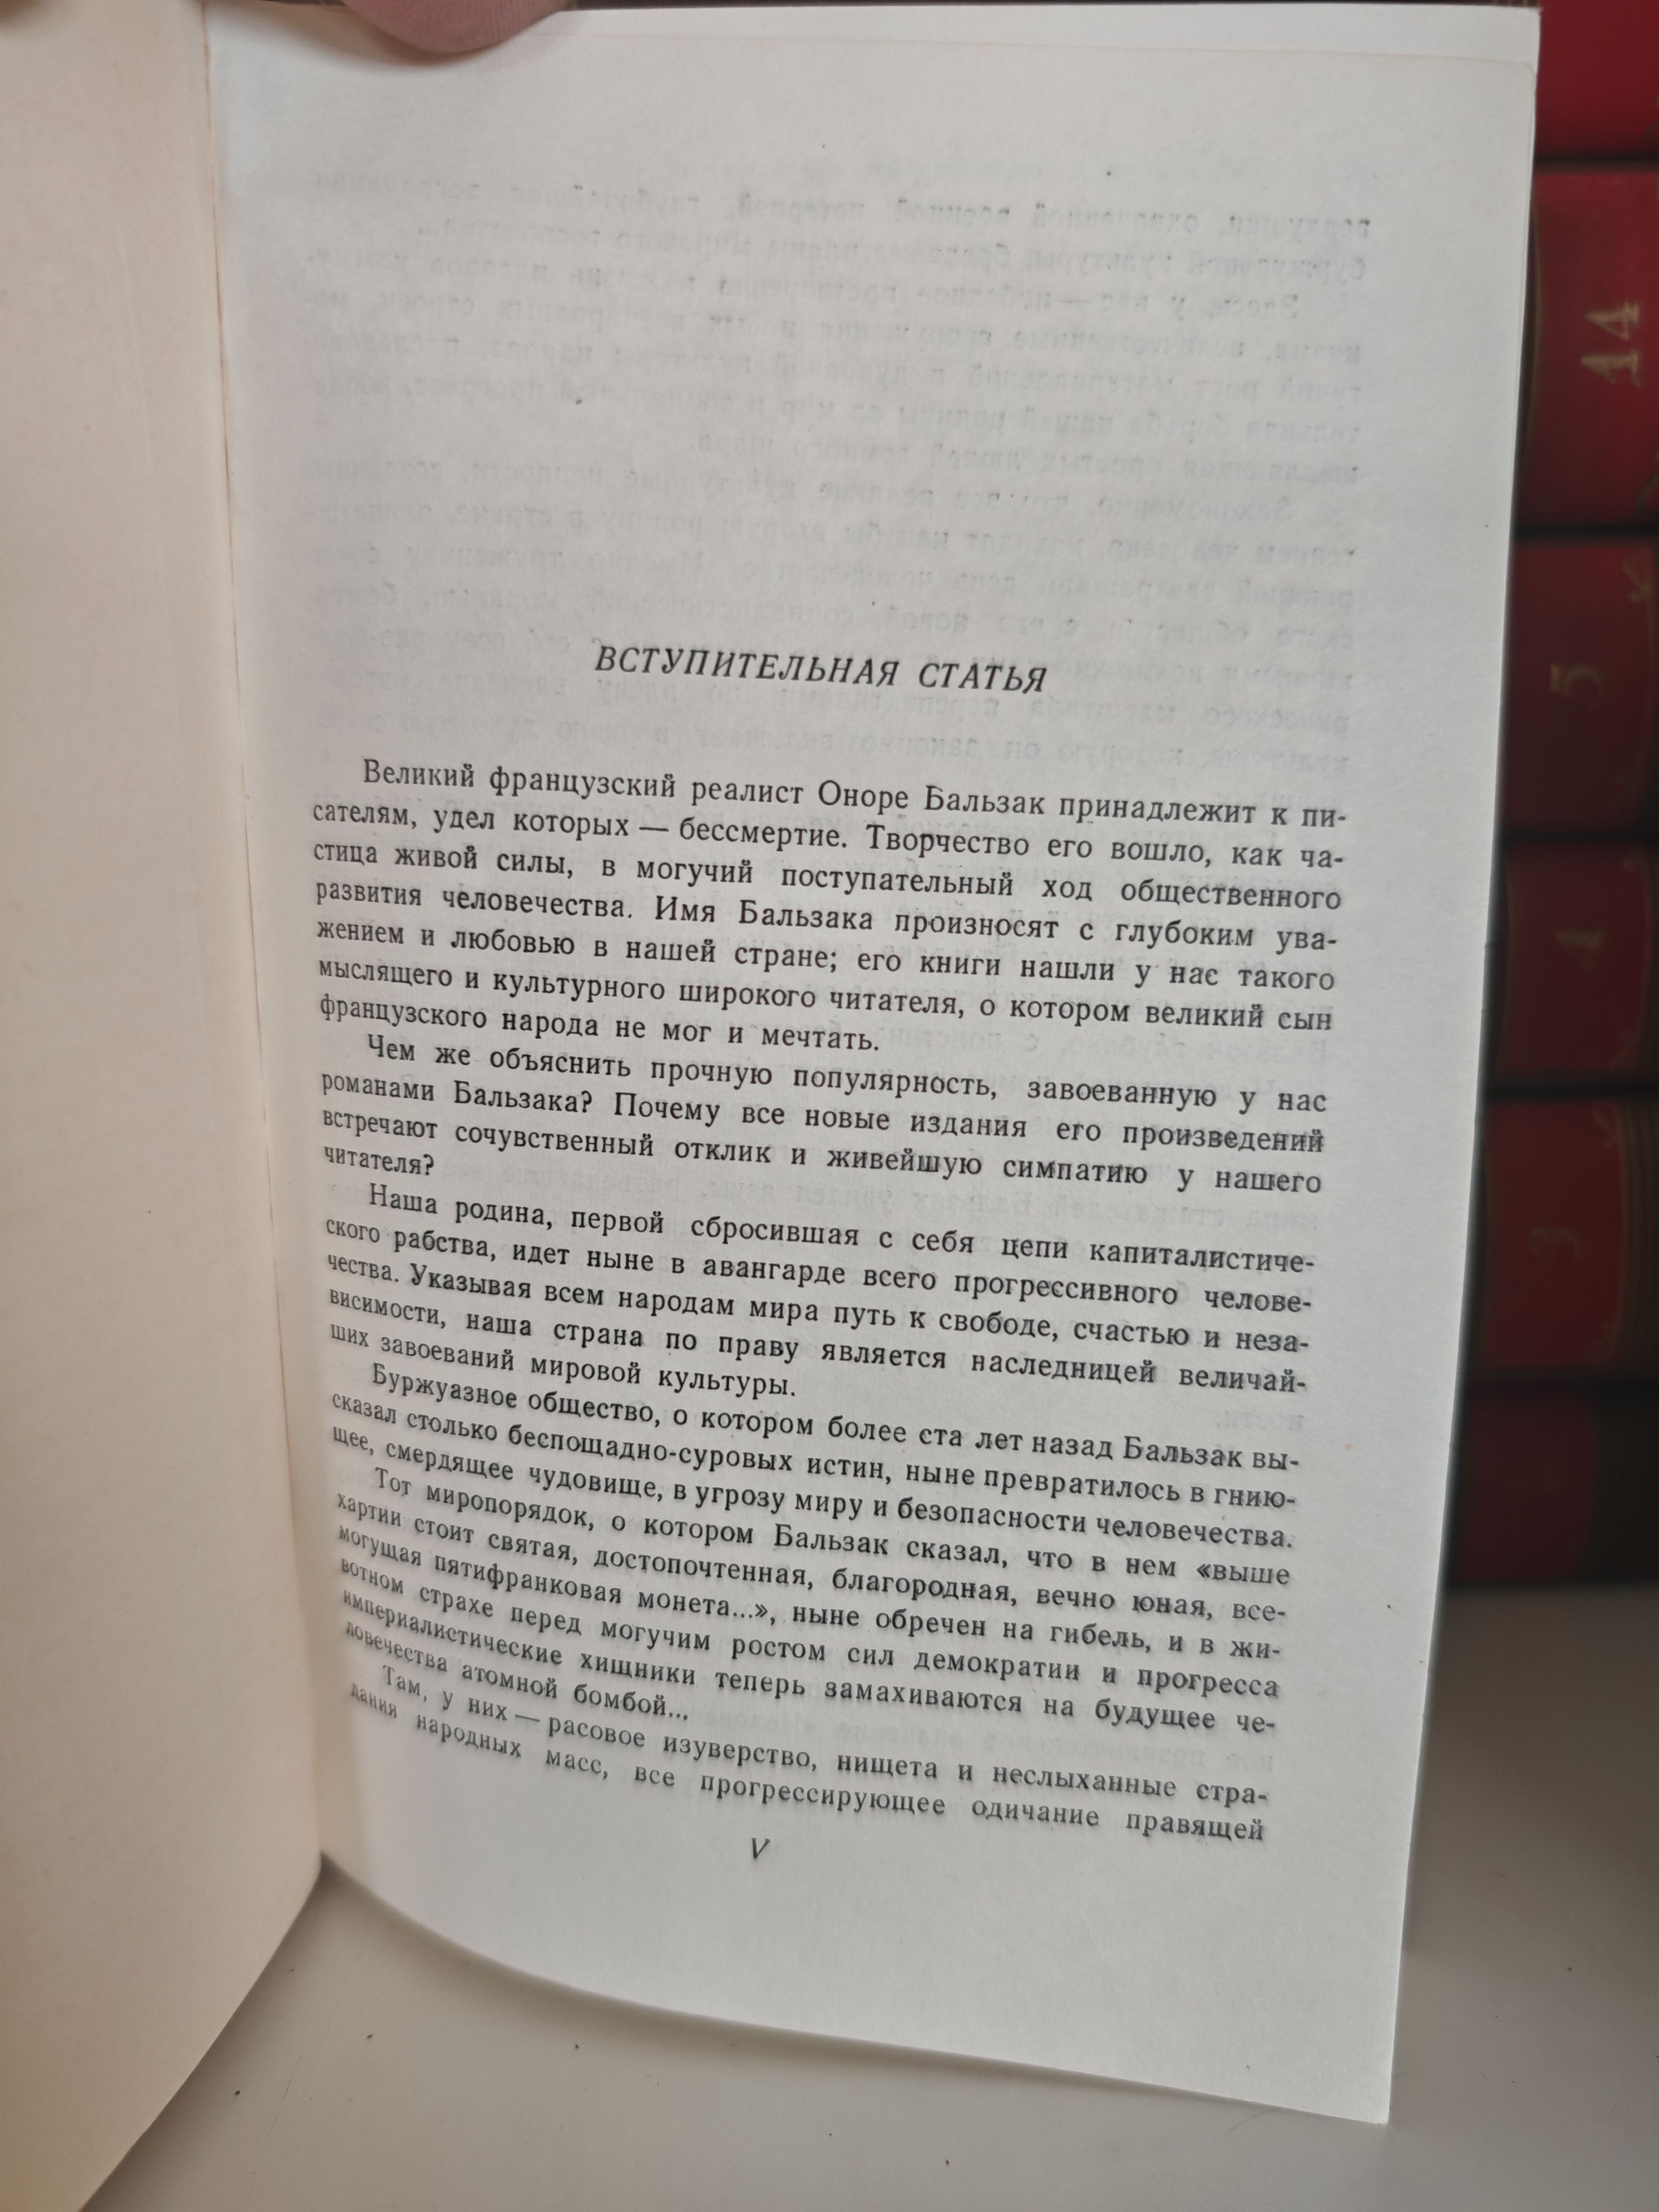 ВСТУПИТЕЛЬНАЯ СТАТЬЯ
Великий французский реалист Оноре Бальзак принадлежит к пи-
сателям, удел которых — бессмертие. Творчество его вошло, как ча-
стица живой силы, в могучий поступательный ход общественного
развития человечества. Имя Бальзака произносят с глубоким ува-
жением и любовью в нашей стране; его книги нашли у нас такого
мыслящего и культурного широкого читателя, о котором великий сын
французского народа не мог и мечтать.
Чем же объяснить прочную популярность, завоеванную у нас
романами Бальзака? Почему все новые издания его произведений
встречают сочувственный отклик и живейшую симпатию у нашего
читателя?
Наша родина, первой сбросившая с себя цепи капиталистиче-
ского рабства, идет ныне в авангарде всего прогрессивного челове-
чества. Указывая всем народам мира путь к свободе, счастью и неза-
висимости, наша страна по праву является наследницей величай-
ших завоеваний мировой культуры.
Буржуазное общество, о котором более ста лет назад Бальзак вы-
сказал столько беспощадно-суровых истин, ныне превратилось в гнию-
щее, смердящее чудовище, в угрозу миру и безопасности человечества.
Тот миропорядок, о котором Бальзак сказал, что в нем «выше
хартии стоит святая, достопочтенная, благородная, вечно юная, все-
могущая пятифранковая монета...», ныне обречен на гибель, и в жи-
вотном страхе перед могучим ростом сил демократии и прогресса
империалистические хищники теперь замахиваются на будущее че-
ловечества атомной бомбой...
Там, у них — расовое изуверство, нищета и неслыханные стра-
дания народных масс, все прогрессирующее одичание правящей
V
14
5
4
3